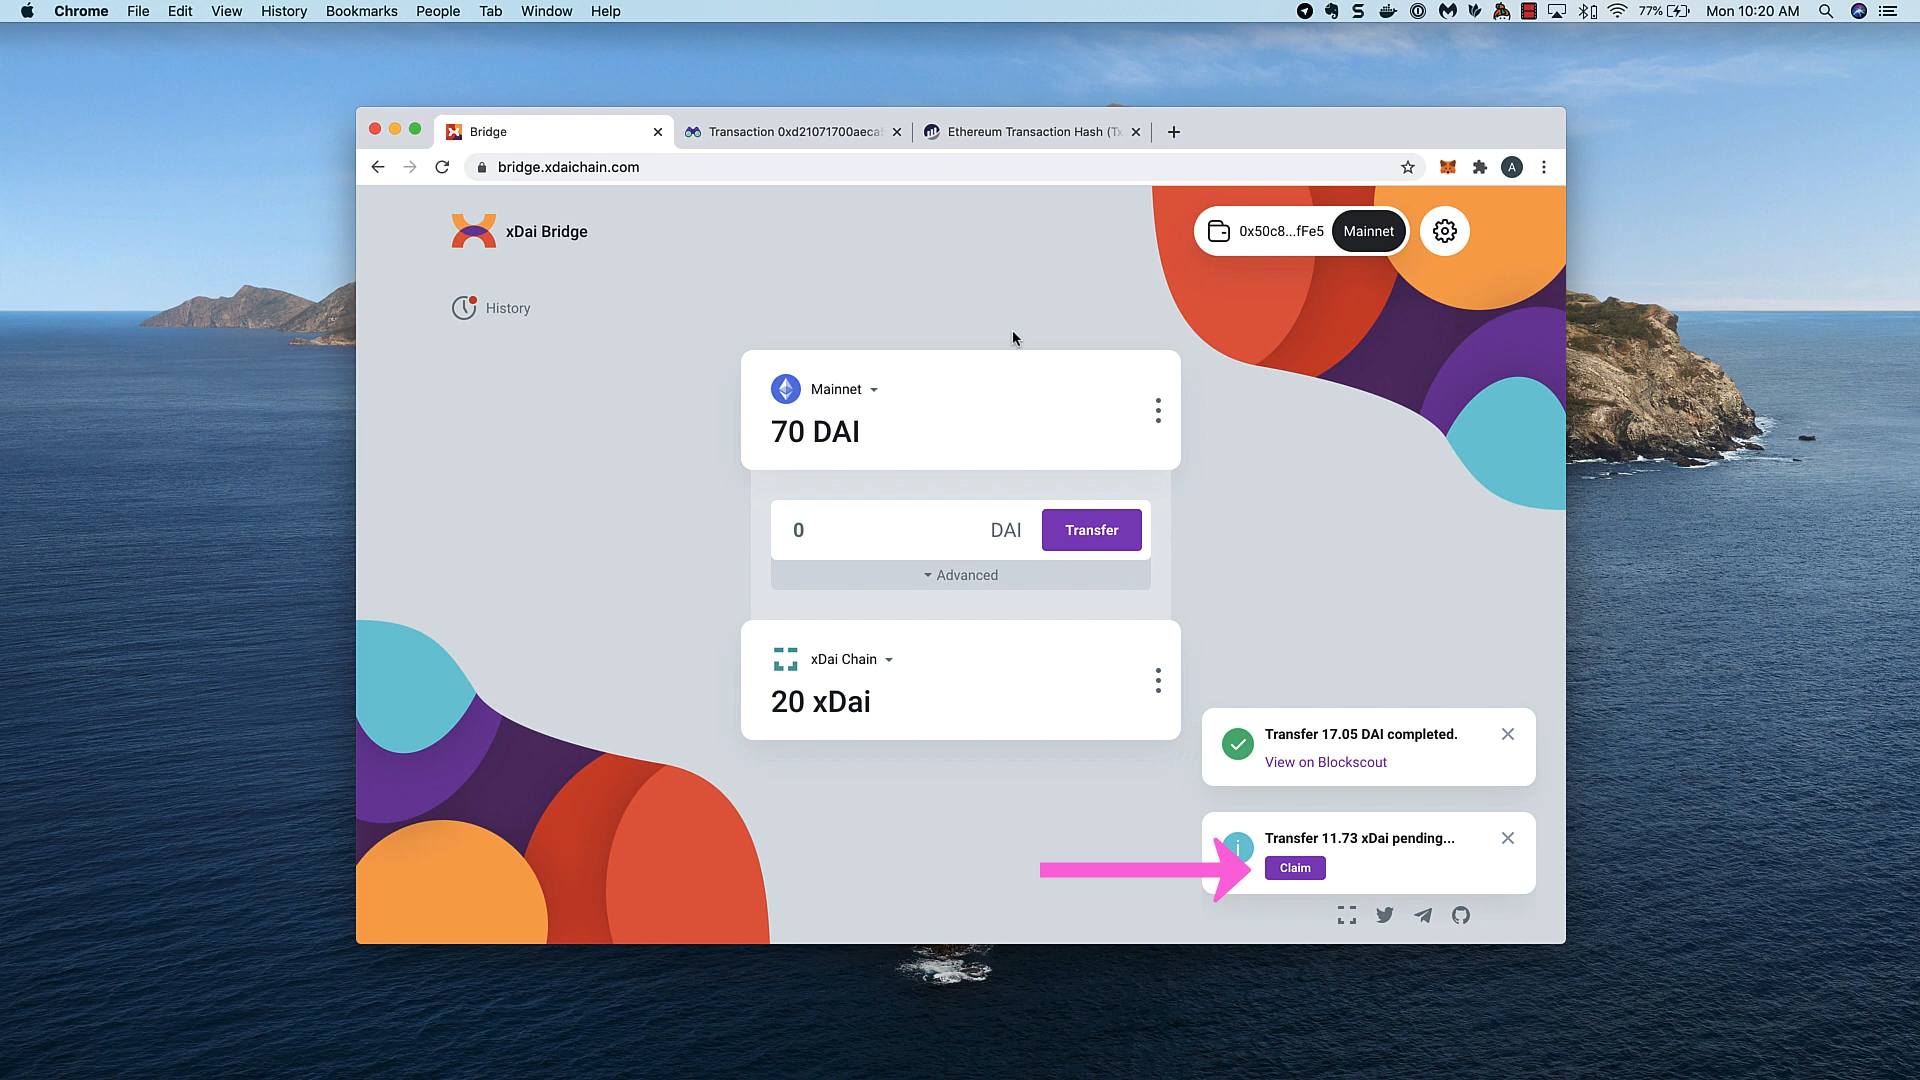 Chrome File Edit View History Bookmarks People Tab Window Help
77% Mon 10:20 AM
Bridge
Transaction 0xd21071700aeca
Ethereum Transaction Hash (Tx
bridge.xdaichain.com
A
xDai Bridge
0x50c8...fFe5 Mainnet
History
Mainnet
70 DAI
0 DAI Transfer
Advanced
xDai Chain
20 xDai
Transfer 17.05 DAI completed.
View on Blockscout
Transfer 11.73 xDai pending...
Claim